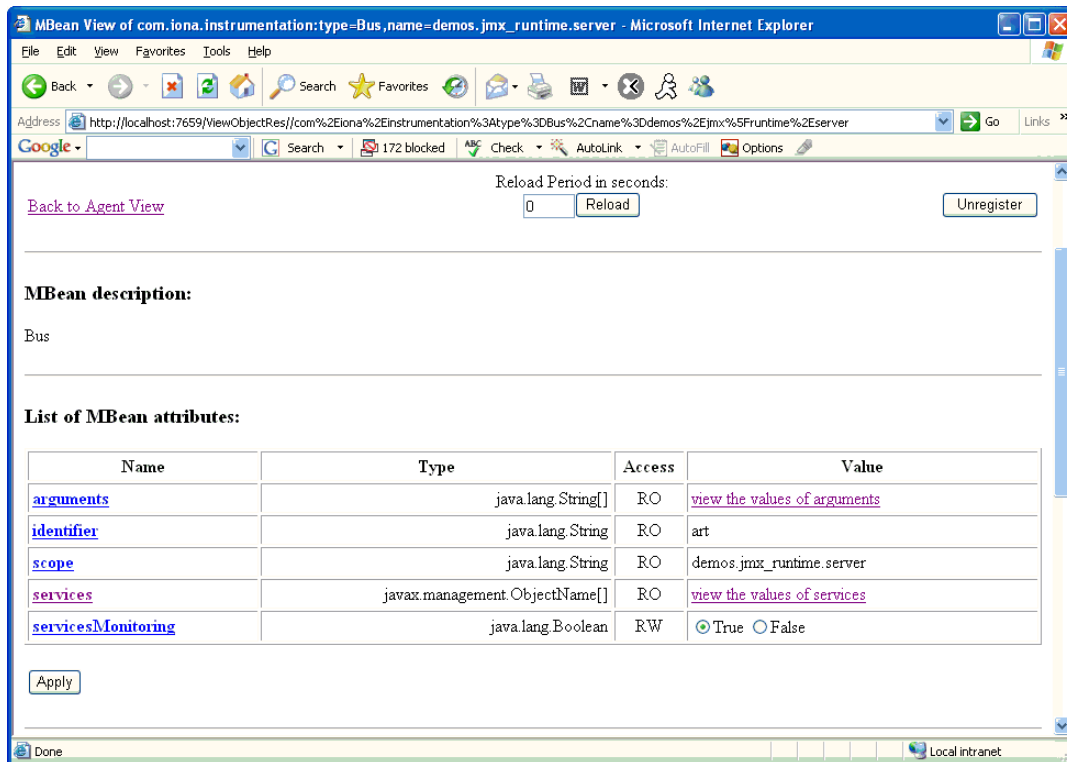 MBean View of com.iona.instrumentation:type=Bus,name=demos.jmx_runtime.server - Microsoft Internet Explorer
File Edit View Favorites Tools Help
Back Search Favorites
Address http://localhost:7659/ViewObjectRes//com%2Eiona%2Einstrumentation%3Atype%3DBus%2Cname%3Ddemos%2Ejmx%5Fruntime%2Eserver Go Links »
Google G Search 172 blocked ABC Check AutoLink AutoFill Options
Reload Period in seconds:
Back to Agent View 0 Reload Unregister
MBean description:
Bus
List of MBean attributes:
Name Type Access Value
arguments java.lang.String[] RO view the values of arguments
identifier java.lang.String RO art
scope java.lang.String RO demos.jmx_runtime.server
services javax.management.ObjectName[] RO view the values of services
servicesMonitoring java.lang.Boolean RW True False
Apply
Done Local intranet